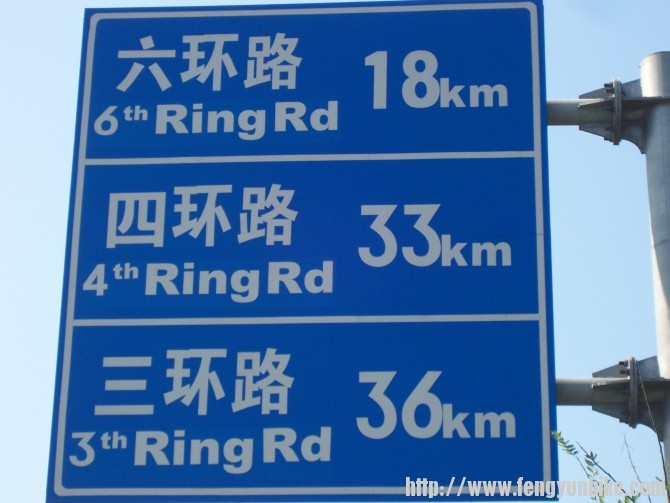 六环路 18km
6th Ring Rd
四环路 33km
4th Ring Rd
三环路 36km
3th Ring Rd
http://www.fengyunbike.com